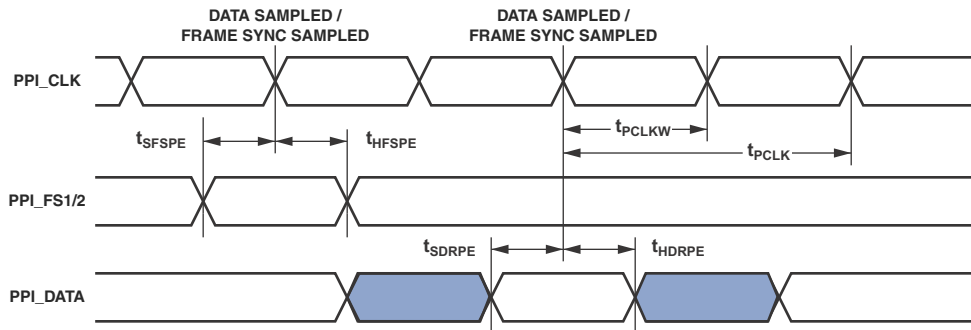 DATA SAMPLED /
FRAME SYNC SAMPLED
DATA SAMPLED /
FRAME SYNC SAMPLED
PPI_CLK
tPCLKW
tSFSPE
tHFSPE
tPCLK
PPI_FS1/2
tSDRPE
tHDRPE
PPI_DATA